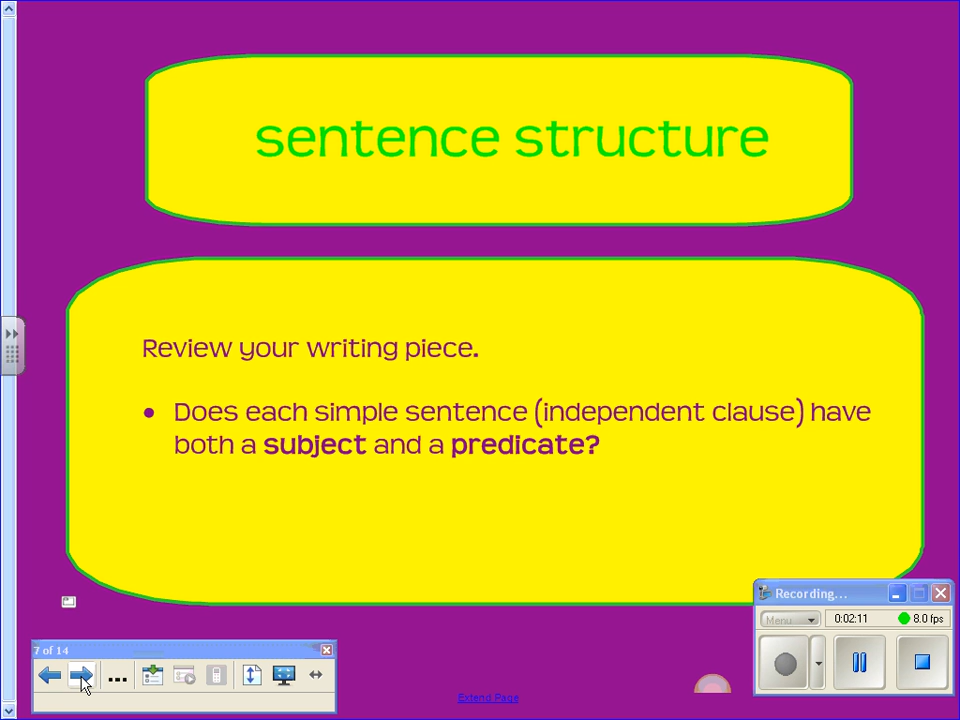 sentence structure
Review your writing piece.
• Does each simple sentence (independent clause) have
both a subject and a predicate?
Recording...
Menu
0:02:11
8.0 fps
7 of 14
Extend Page